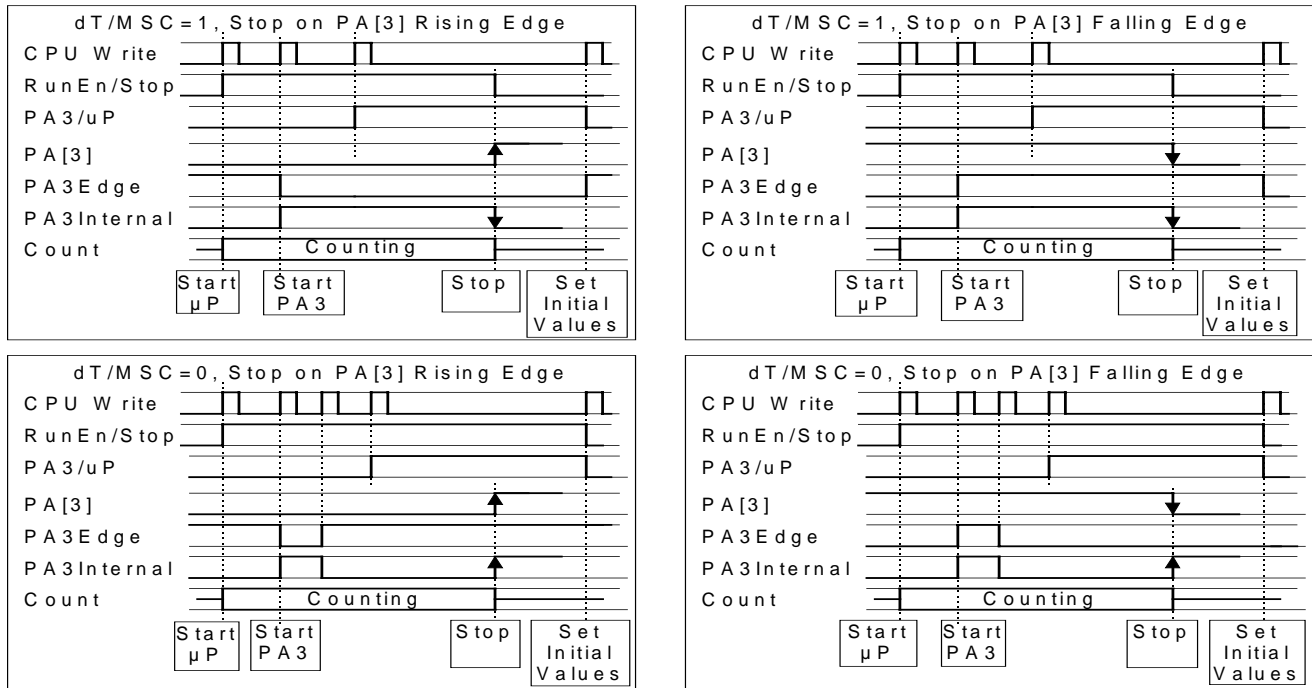 dT/MSC=1, Stop on PA[3] Rising Edge
CPU Write
RunEn/Stop
PA3/uP
PA[3]
PA3Edge
PA3Internal
Count
Counting
Start
µP
Start
PA3
Stop
Set
Initial
Values
dT/MSC=1, Stop on PA[3] Falling Edge
CPU Write
RunEn/Stop
PA3/uP
PA[3]
PA3Edge
PA3Internal
Count
Counting
Start
µP
Start
PA3
Stop
Set
Initial
Values
dT/MSC=0, Stop on PA[3] Rising Edge
CPU Write
RunEn/Stop
PA3/uP
PA[3]
PA3Edge
PA3Internal
Count
Counting
Start
µP
Start
PA3
Stop
Set
Initial
Values
dT/MSC=0, Stop on PA[3] Falling Edge
CPU Write
RunEn/Stop
PA3/uP
PA[3]
PA3Edge
PA3Internal
Count
Counting
Start
µP
Start
PA3
Stop
Set
Initial
Values